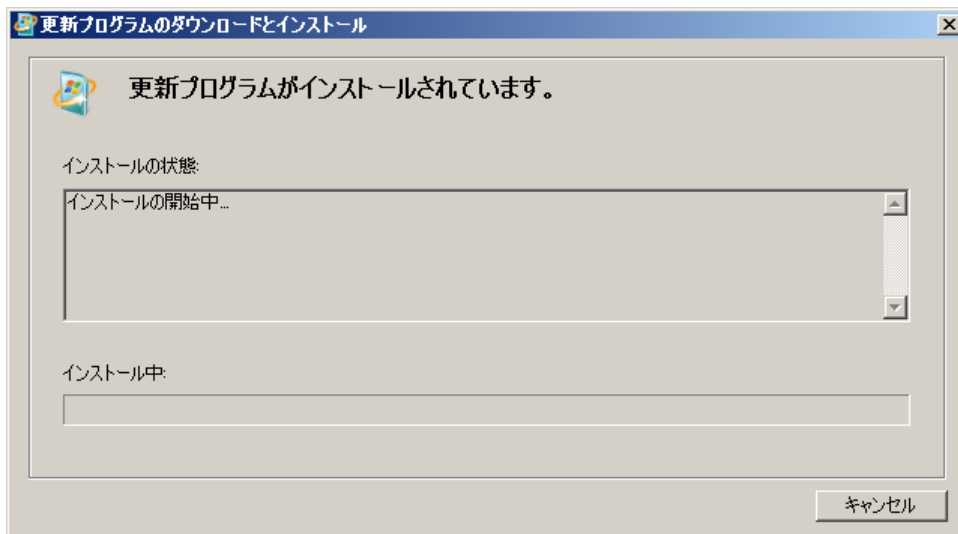 更新プログラムのダウンロードとインストール
更新プログラムがインストールされています。
インストールの状態:
インストールの開始中...
インストール中:
キャンセル